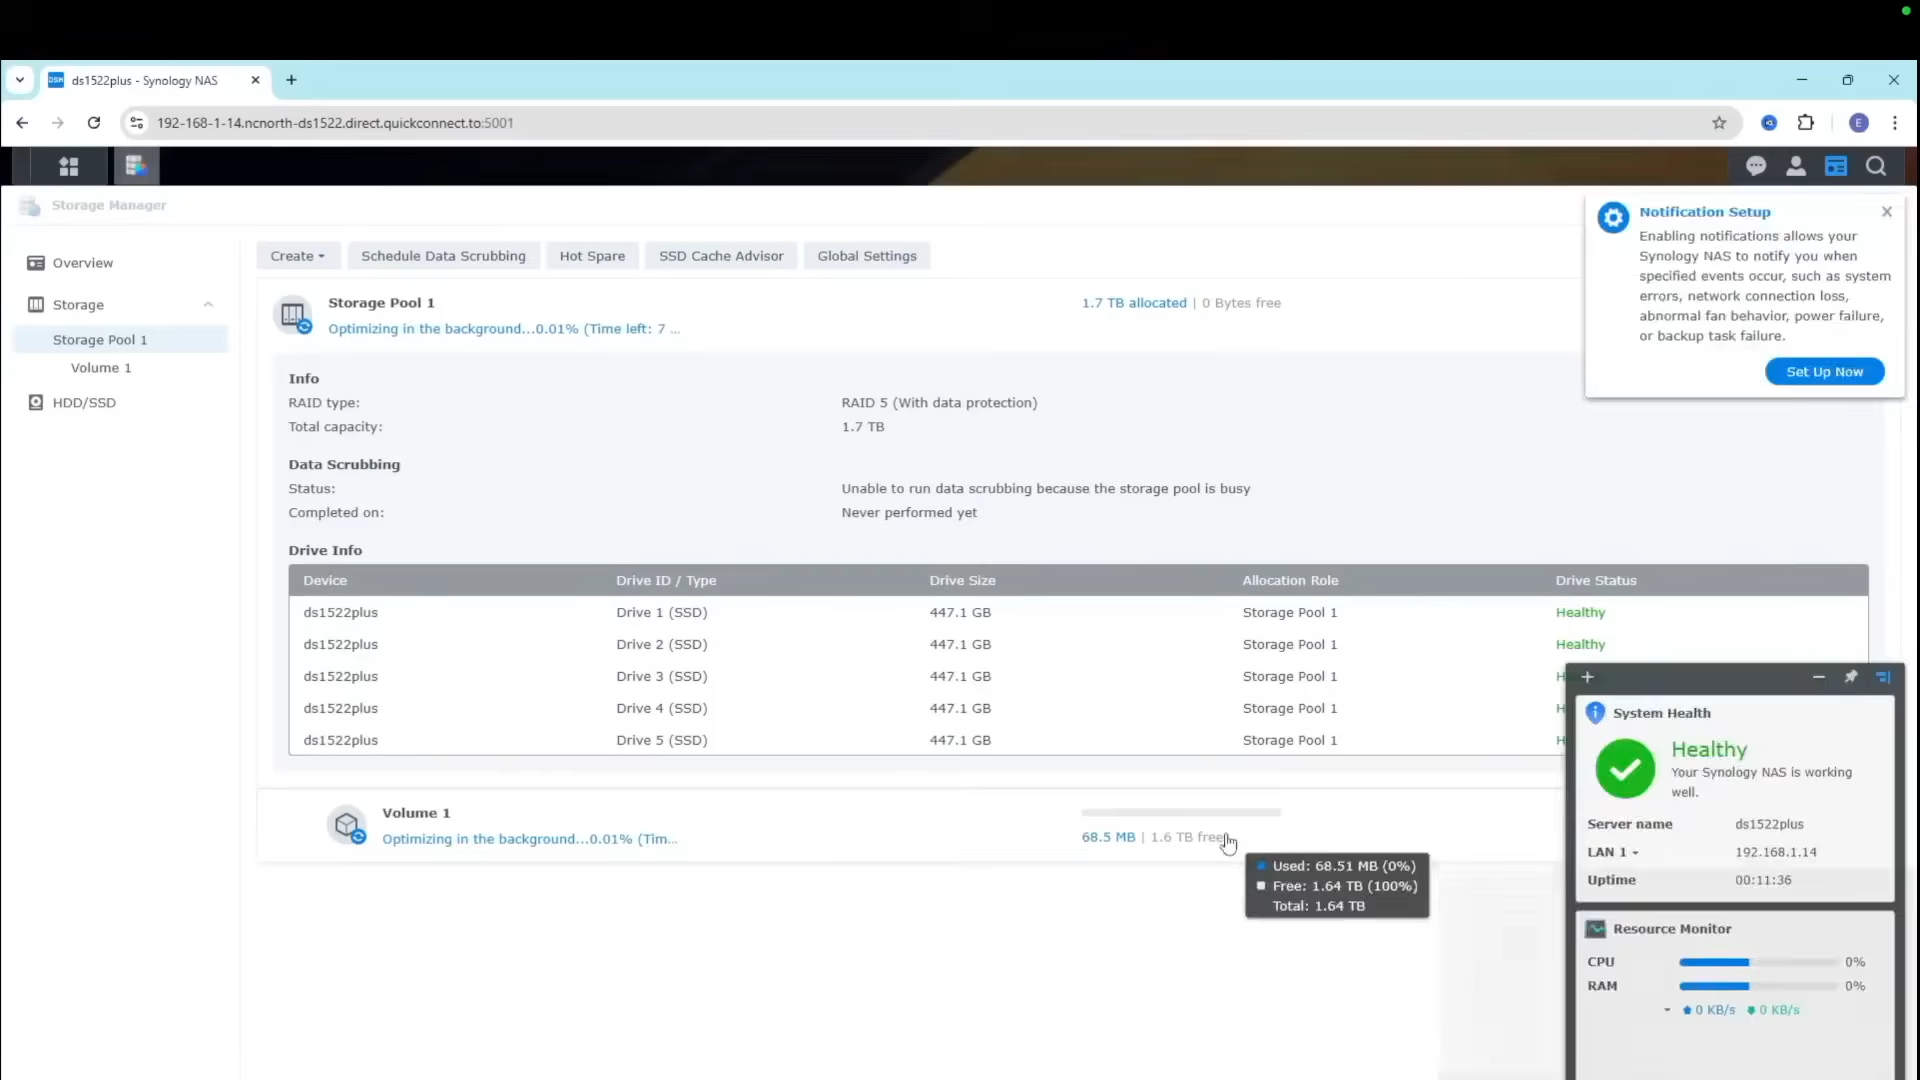 ds1522plus - Synology NAS
192-168-1-14.ncnorth-ds1522.direct.quickconnect.to:5001
E
Storage Manager
Overview
Storage
Storage Pool 1
Volume 1
HDD/SSD
Create
Schedule Data Scrubbing
Hot Spare
SSD Cache Advisor
Global Settings
Storage Pool 1
1.7 TB allocated | 0 Bytes free
Optimizing in the background...0.01% (Time left: 7 ...
Info
RAID type: RAID 5 (With data protection)
Total capacity: 1.7 TB
Data Scrubbing
Status: Unable to run data scrubbing because the storage pool is busy
Completed on: Never performed yet
Drive Info
Device Drive ID / Type Drive Size Allocation Role Drive Status
ds1522plus Drive 1 (SSD) 447.1 GB Storage Pool 1 Healthy
ds1522plus Drive 2 (SSD) 447.1 GB Storage Pool 1 Healthy
ds1522plus Drive 3 (SSD) 447.1 GB Storage Pool 1
ds1522plus Drive 4 (SSD) 447.1 GB Storage Pool 1
ds1522plus Drive 5 (SSD) 447.1 GB Storage Pool 1
Volume 1
Optimizing in the background...0.01% (Tim...
68.5 MB | 1.6 TB free
Used: 68.51 MB (0%)
Free: 1.64 TB (100%)
Total: 1.64 TB
Notification Setup
Enabling notifications allows your
Synology NAS to notify you when
specified events occur, such as system
errors, network connection loss,
abnormal fan behavior, power failure,
or backup task failure.
Set Up Now
System Health
Healthy
Your Synology NAS is working
well.
Server name ds1522plus
LAN 1 192.168.1.14
Uptime 00:11:36
Resource Monitor
CPU 0%
RAM 0%
0 KB/s 0 KB/s